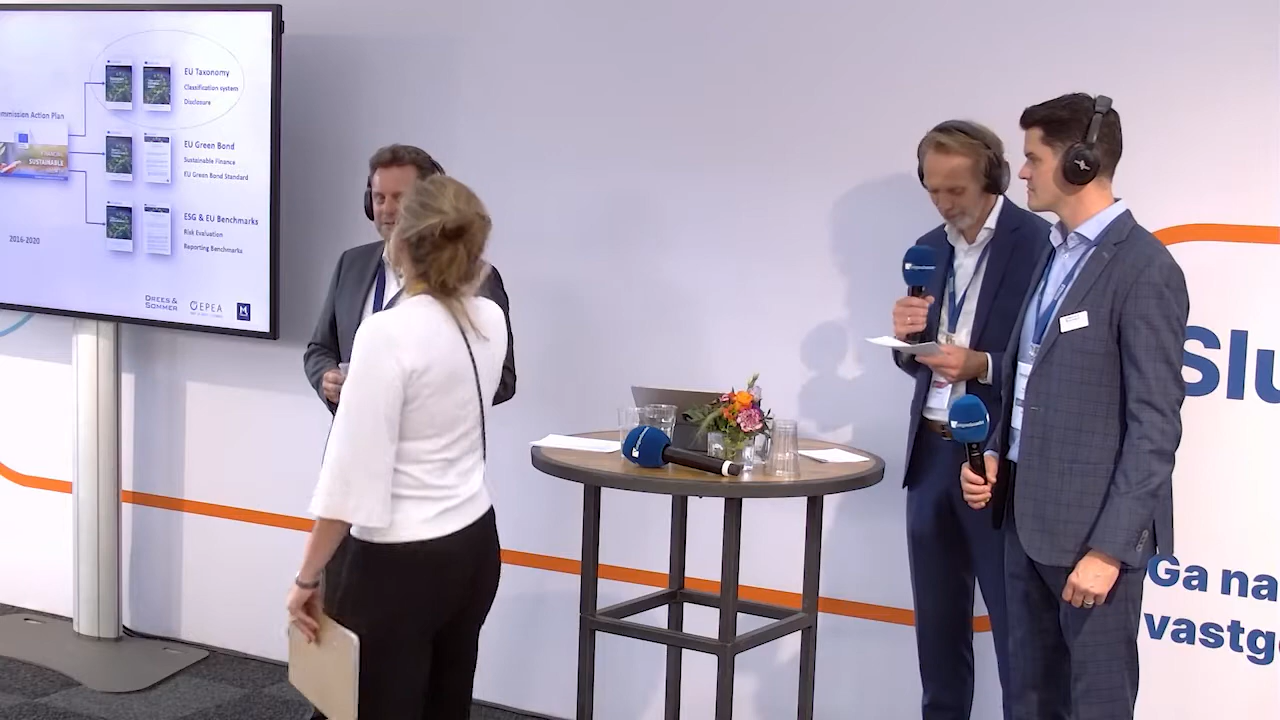 mmission Action Plan
SUSTAINABLE
2016-2020
EU Taxonomy
Classification system
Disclosure
EU Green Bond
Sustainable Finance
EU Green Bond Standard
ESG & EU Benchmarks
Risk Evaluation
Reporting Benchmarks
DREES &
SOMMER
EPEA
Slu
Ga na
vastg